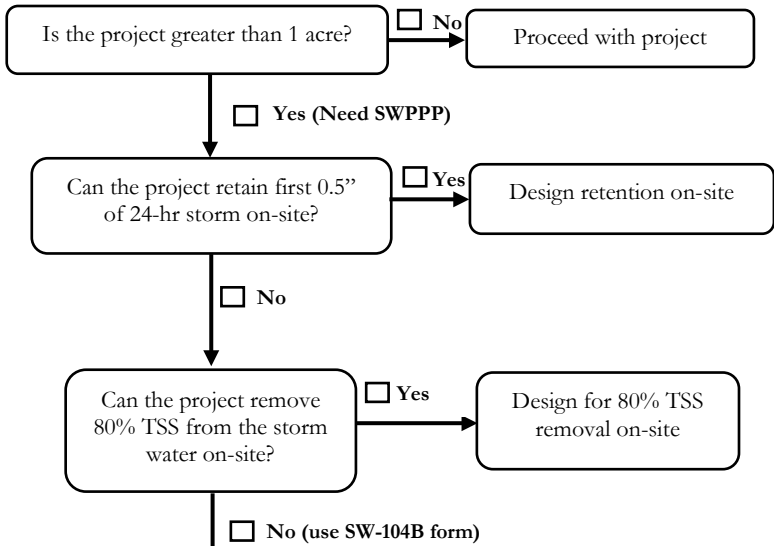 Is the project greater than 1 acre?
No
Proceed with project
Yes (Need SWPPP)
Can the project retain first 0.5”
of 24-hr storm on-site?
Yes
Design retention on-site
No
Can the project remove
80% TSS from the storm
water on-site?
Yes
Design for 80% TSS
removal on-site
No (use SW-104B form)